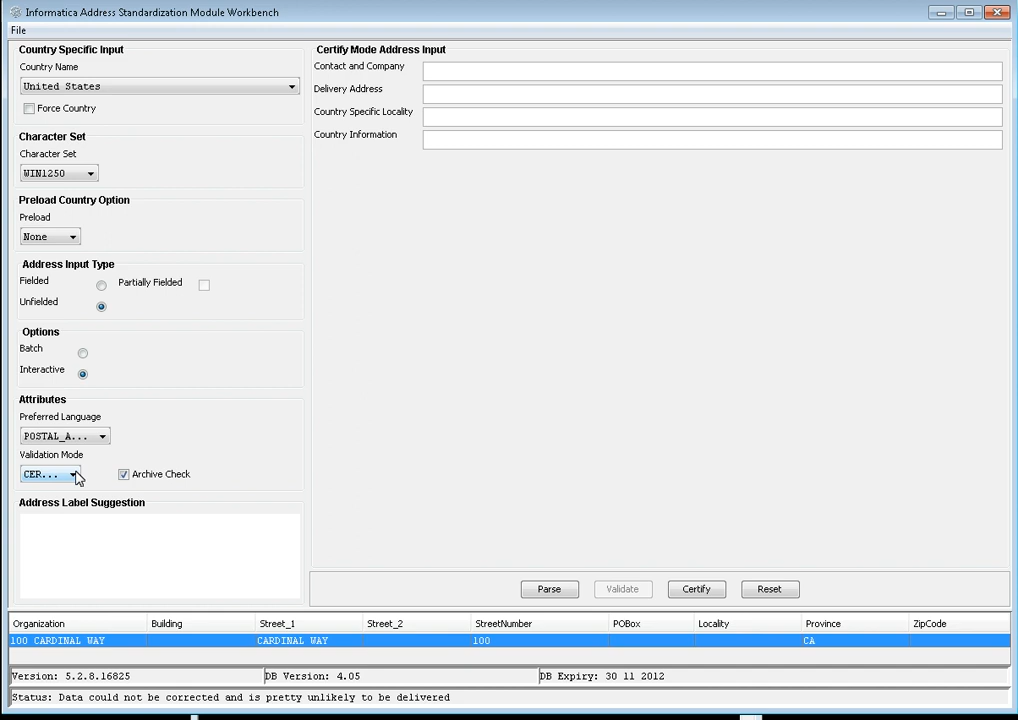 Informatica Address Standardization Module Workbench
File
Country Specific Input
Country Name
United States
Force Country
Character Set
Character Set
WIN1250
Preload Country Option
Preload
None
Address Input Type
Fielded
Partially Fielded
Unfielded
Options
Batch
Interactive
Attributes
Preferred Language
POSTAL_A...
Validation Mode
CER...
Archive Check
Address Label Suggestion
Certify Mode Address Input
Contact and Company
Delivery Address
Country Specific Locality
Country Information
Parse Validate Certify Reset
Organization Building Street_1 Street_2 StreetNumber POBox Locality Province ZipCode
100 CARDINAL WAY CARDINAL WAY 100 CA
Version: 5.2.8.16825 DB Version: 4.05 DB Expiry: 30 11 2012
Status: Data could not be corrected and is pretty unlikely to be delivered